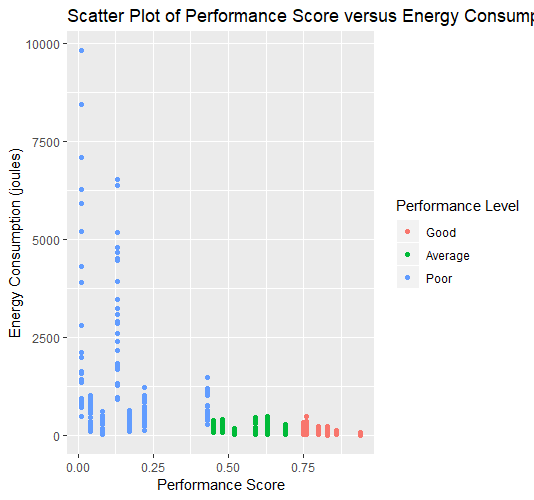 Scatter Plot of Performance Score versus Energy Consump
10000
7500
5000
2500
0
0.00 0.25 0.50 0.75
Performance Score
Energy Consumption (joules)
Performance Level
Good
Average
Poor